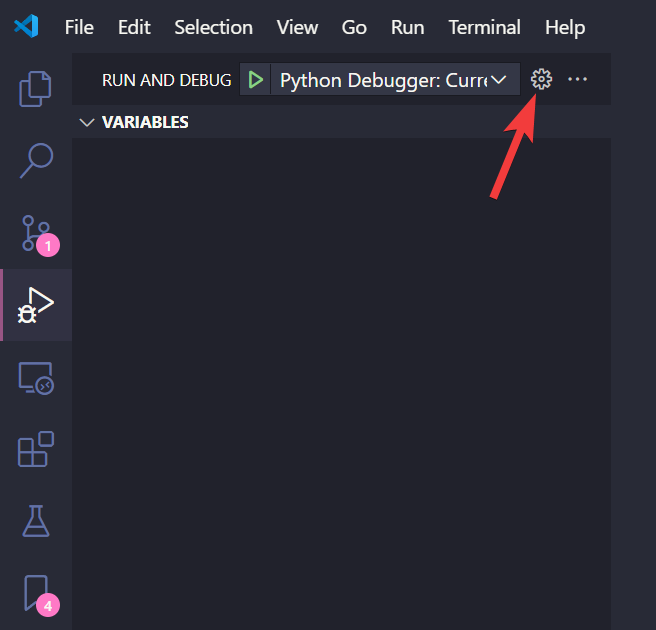 File Edit Selection View Go Run Terminal Help
RUN AND DEBUG Python Debugger: Curre
VARIABLES
1
4